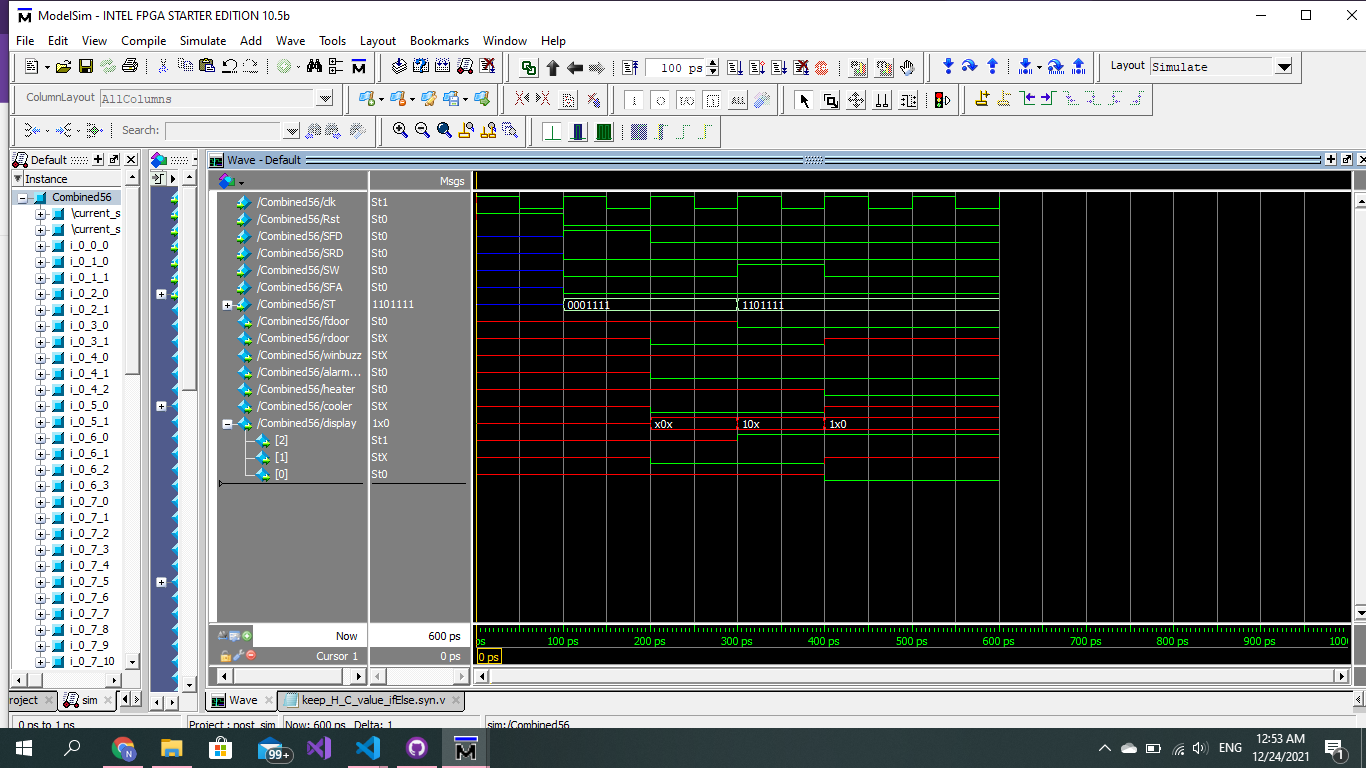 ModelSim - INTEL FPGA STARTER EDITION 10.5b
File Edit View Compile Simulate Add Wave Tools Layout Bookmarks Window Help
100 ps
Layout Simulate
ColumnLayout AllColumns
ALL
Search:
Default
Wave - Default
Instance
Msgs
Combined56
\current_s
\current_s
i_0_0_0
i_0_1_0
i_0_1_1
i_0_2_0
i_0_2_1
i_0_3_0
i_0_3_1
i_0_4_0
i_0_4_1
i_0_4_2
i_0_5_0
i_0_5_1
i_0_6_0
i_0_6_1
i_0_6_2
i_0_6_3
i_0_7_0
i_0_7_1
i_0_7_2
i_0_7_3
i_0_7_4
i_0_7_5
i_0_7_6
i_0_7_7
i_0_7_8
i_0_7_9
i_0_7_10
/Combined56/clk St1
/Combined56/Rst St0
/Combined56/SFD St0
/Combined56/SRD St0
/Combined56/SW St0
/Combined56/SFA St0
/Combined56/ST 1101111 0001111 1101111
/Combined56/fdoor St0
/Combined56/rdoor StX
/Combined56/winbuzz StX
/Combined56/alarm... St0
/Combined56/heater St0
/Combined56/cooler StX
/Combined56/display 1x0 x0x 10x 1x0
[2] St1
[1] StX
[0] St0
Now 600 ps ps 100 ps 200 ps 300 ps 400 ps 500 ps 600 ps 700 ps 800 ps 900 ps 100
Cursor 1 0 ps 0 ps
roject sim Wave keep_H_C_value_ifElse.syn.v
0 ns to 1 ns Project : post_sim Now: 600 ps Delta: 1 sim:/Combined56
N 99+ M ENG 12:53 AM
12/24/2021 1